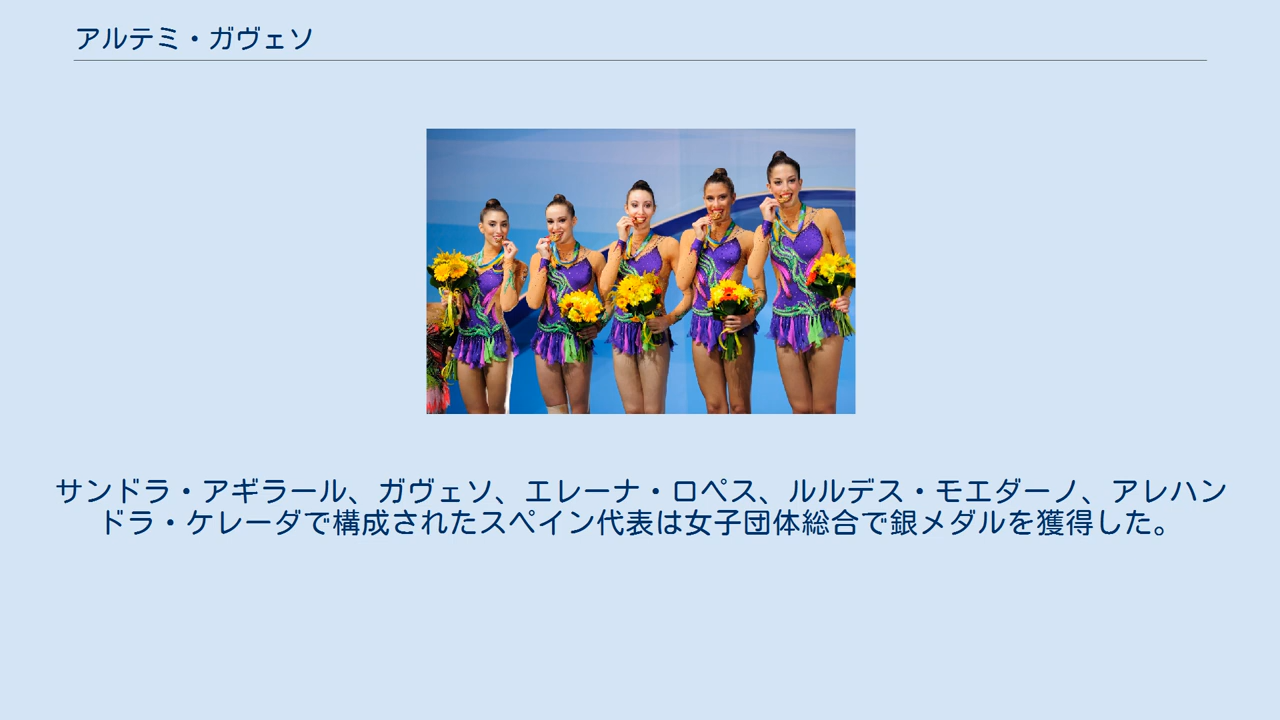 アルテミ・ガヴェソ
サンドラ・アギラール、ガヴェソ、エレーナ・ロペス、ルルデス・モエダーノ、アレハン
ドラ・ケレーダで構成されたスペイン代表は女子団体総合で銀メダルを獲得した。